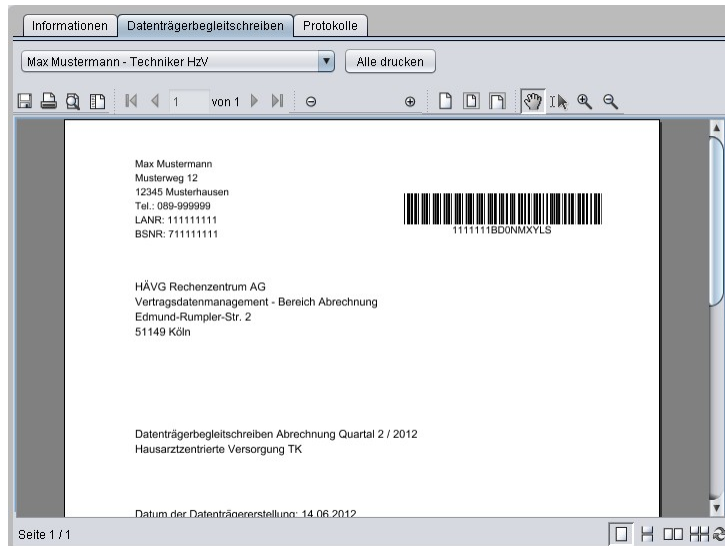 Informationen Datenträgerbegleitschreiben Protokolle
Max Mustermann - Techniker HzV Alle drucken
1 von 1
Max Mustermann
Musterweg 12
12345 Musterhausen
Tel.: 089-999999
LANR: 111111111
BSNR: 711111111
1111111BD0NMXYLS
HÄVG Rechenzentrum AG
Vertragsdatenmanagement - Bereich Abrechnung
Edmund-Rumpler-Str. 2
51149 Köln
Datenträgerbegleitschreiben Abrechnung Quartal 2 / 2012
Hausarztzentrierte Versorgung TK
Datum der Datenträgererstellung: 14.06.2012
Seite 1 / 1